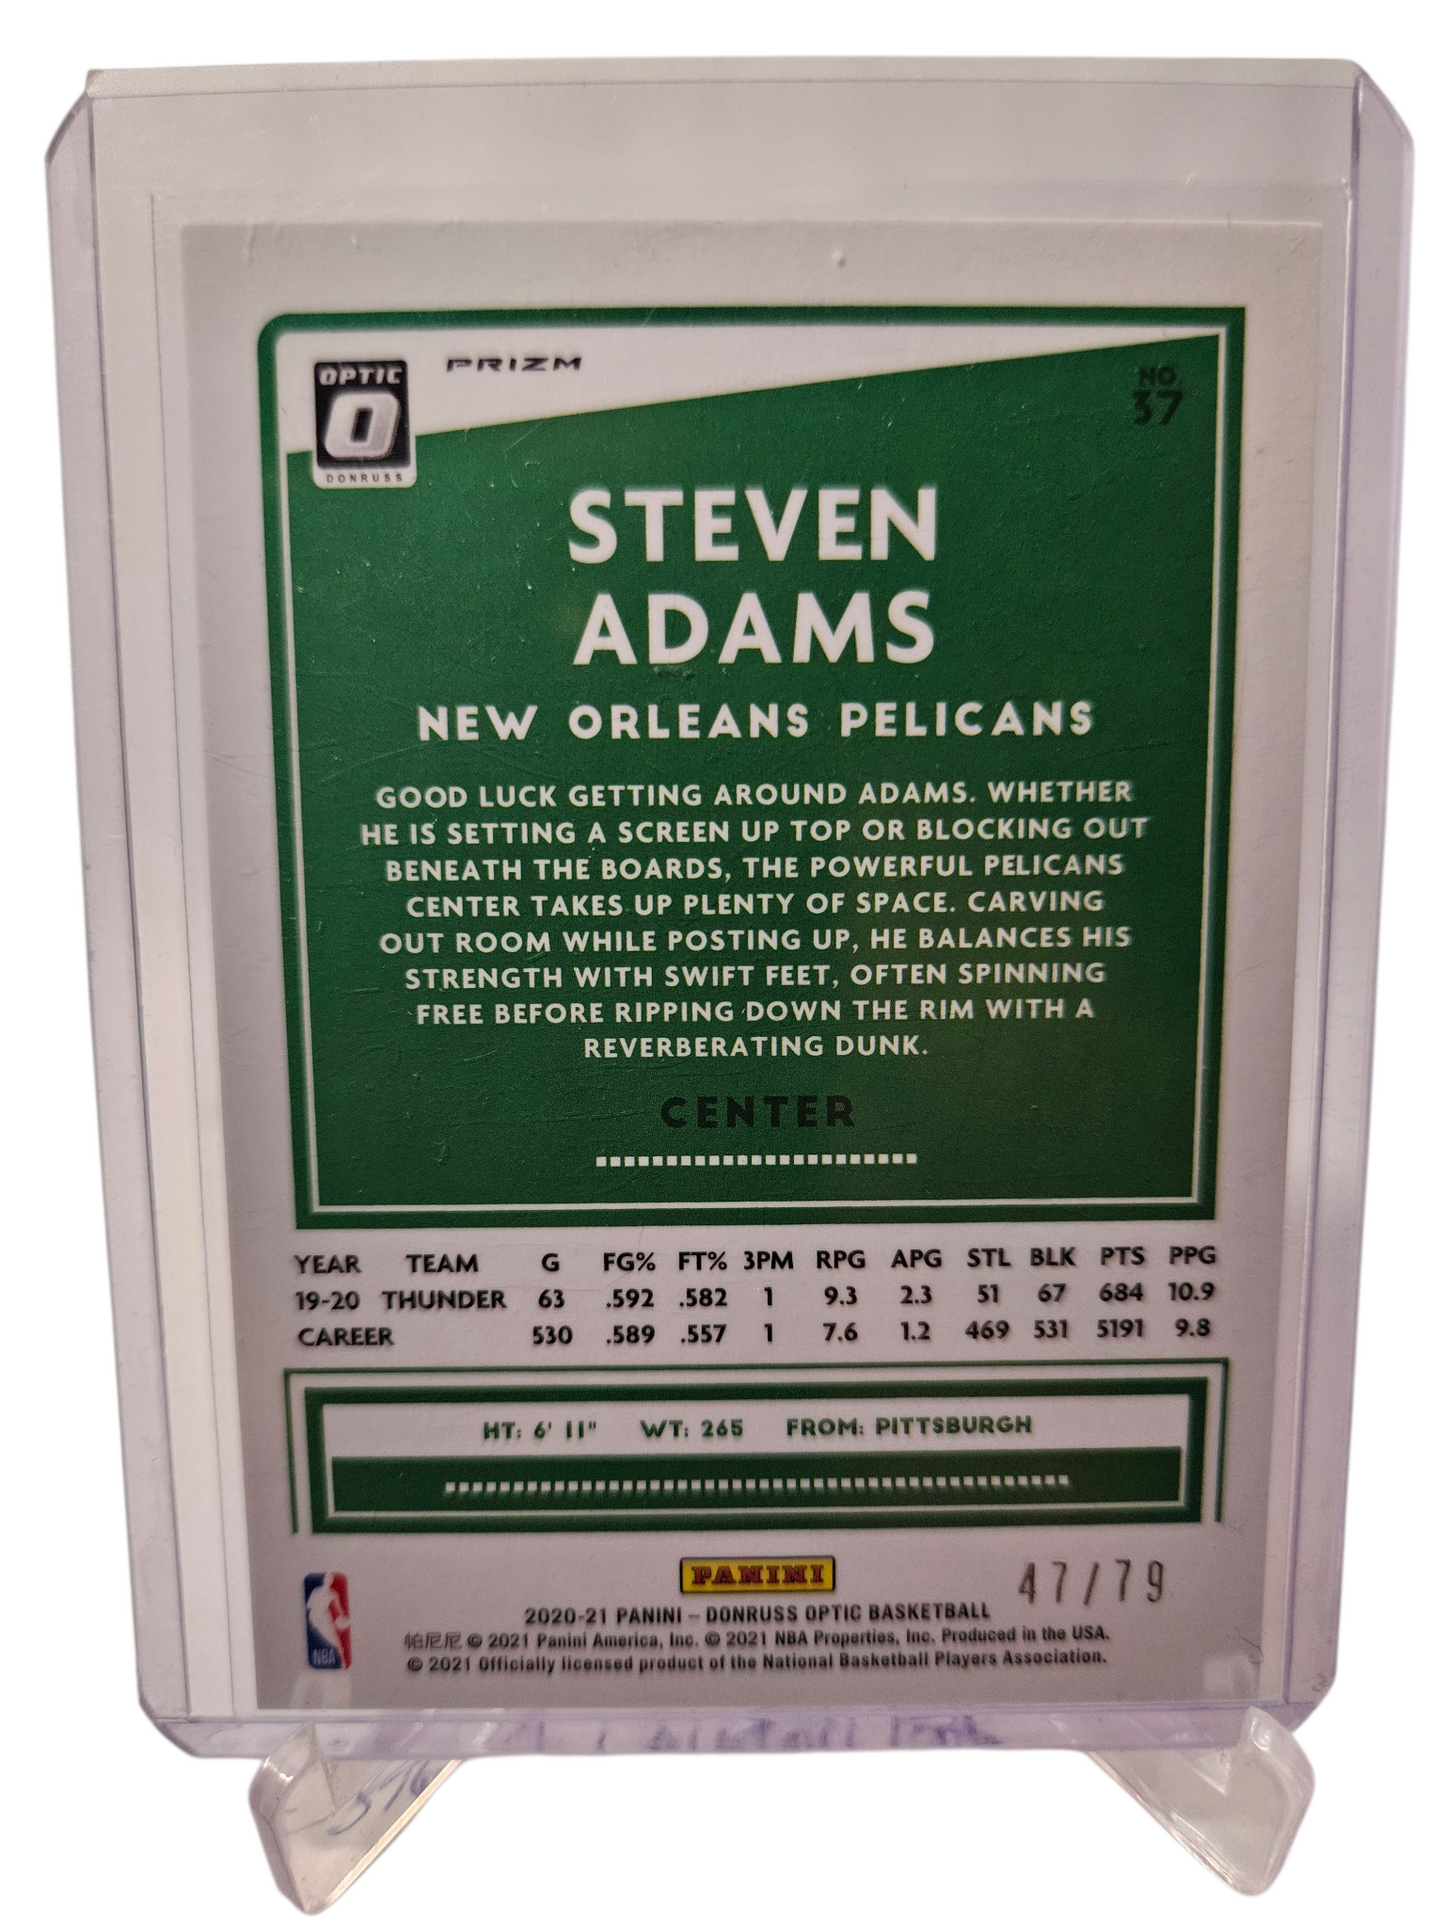 OPTIC
O
DONRUSS
PRIZM
NO.
37
STEVEN
ADAMS
NEW ORLEANS PELICANS
GOOD LUCK GETTING AROUND ADAMS. WHETHER
HE IS SETTING A SCREEN UP TOP OR BLOCKING OUT
BENEATH THE BOARDS, THE POWERFUL PELICANS
CENTER TAKES UP PLENTY OF SPACE. CARVING
OUT ROOM WHILE POSTING UP, HE BALANCES HIS
STRENGTH WITH SWIFT FEET, OFTEN SPINNING
FREE BEFORE RIPPING DOWN THE RIM WITH A
REVERBERATING DUNK.
CENTER
YEAR TEAM G FG% FT% 3PM RPG APG STL BLK PTS PPG
19-20 THUNDER 63 .592 .582 1 9.3 2.3 51 67 684 10.9
CAREER 530 .589 .557 1 7.6 1.2 469 531 5191 9.8
HT: 6' 11" WT: 265 FROM: PITTSBURGH
PANINI
47/79
2020-21 PANINI – DONRUSS OPTIC BASKETBALL
帕尼尼 © 2021 Panini America, Inc. © 2021 NBA Properties, Inc. Produced in the USA.
© 2021 Officially licensed product of the National Basketball Players Association.
NBA